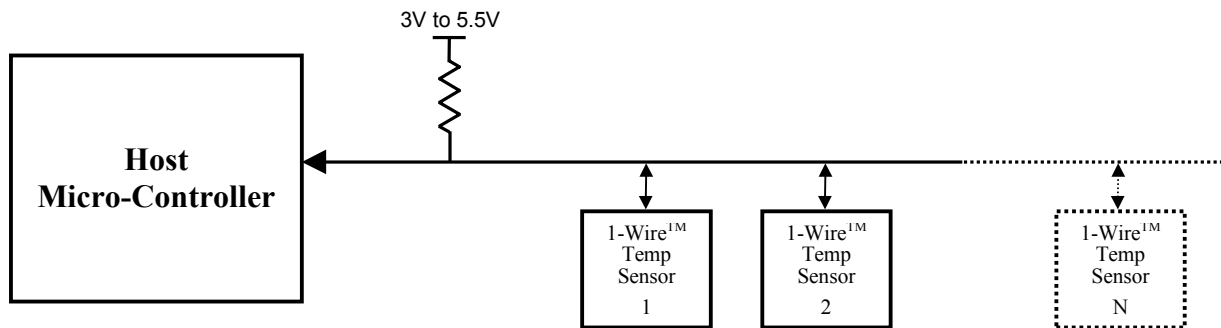 3V to 5.5V
Host
Micro-Controller
1-Wire™
Temp
Sensor
1
1-Wire™
Temp
Sensor
2
1-Wire™
Temp
Sensor
N